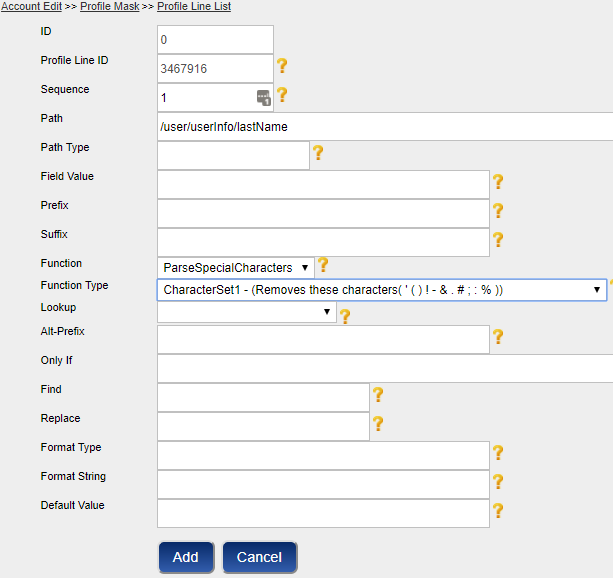 Account Edit >> Profile Mask >> Profile Line List
ID 0
Profile Line ID 3467916 ?
Sequence 1 ?
Path /user/userInfo/lastName
Path Type ?
Field Value ?
Prefix ?
Suffix ?
Function ParseSpecialCharacters ?
Function Type CharacterSet1 - (Removes these characters( ' ( ) ! - & . # ; : % ))
Lookup ?
Alt-Prefix ?
Only If
Find ?
Replace ?
Format Type ?
Format String ?
Default Value ?
Add Cancel